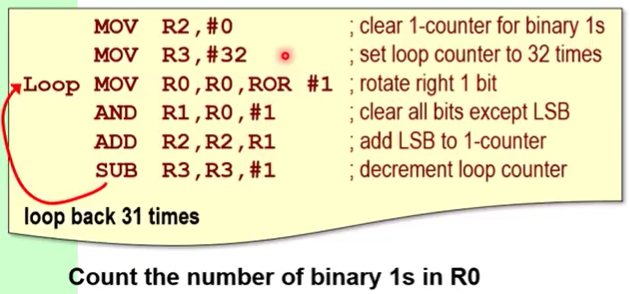 MOV R2,#0 ; clear 1-counter for binary 1s
MOV R3,#32 ; set loop counter to 32 times
Loop MOV R0,R0,ROR #1 ; rotate right 1 bit
AND R1,R0,#1 ; clear all bits except LSB
ADD R2,R2,R1 ; add LSB to 1-counter
SUB R3,R3,#1 ; decrement loop counter
loop back 31 times
Count the number of binary 1s in R0